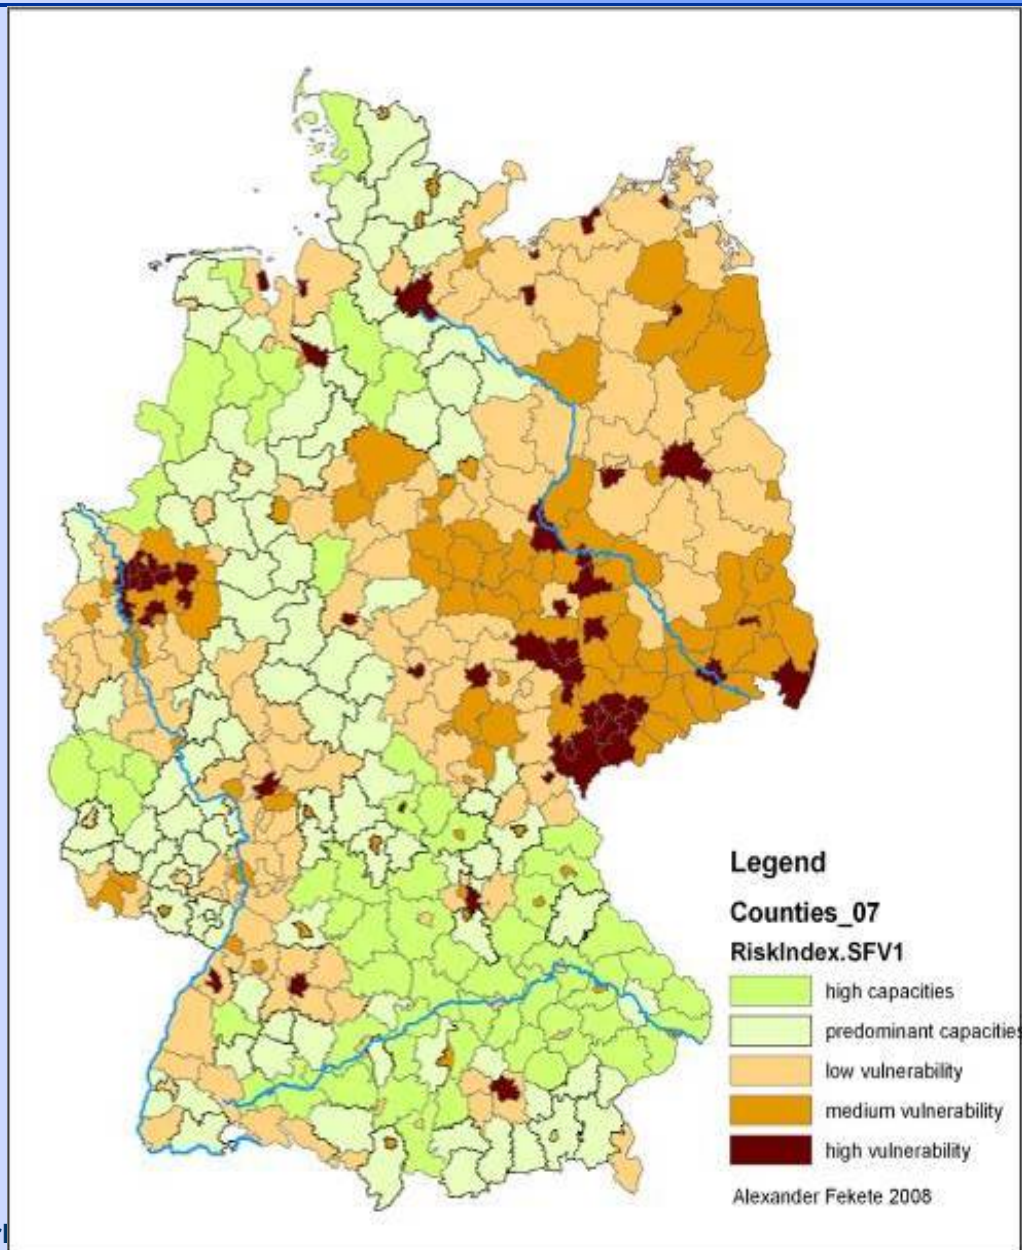 Legend
Counties_07
RiskIndex.SFV1
high capacities
predominant capacities
low vulnerability
medium vulnerability
high vulnerability
Alexander Fekete 2008